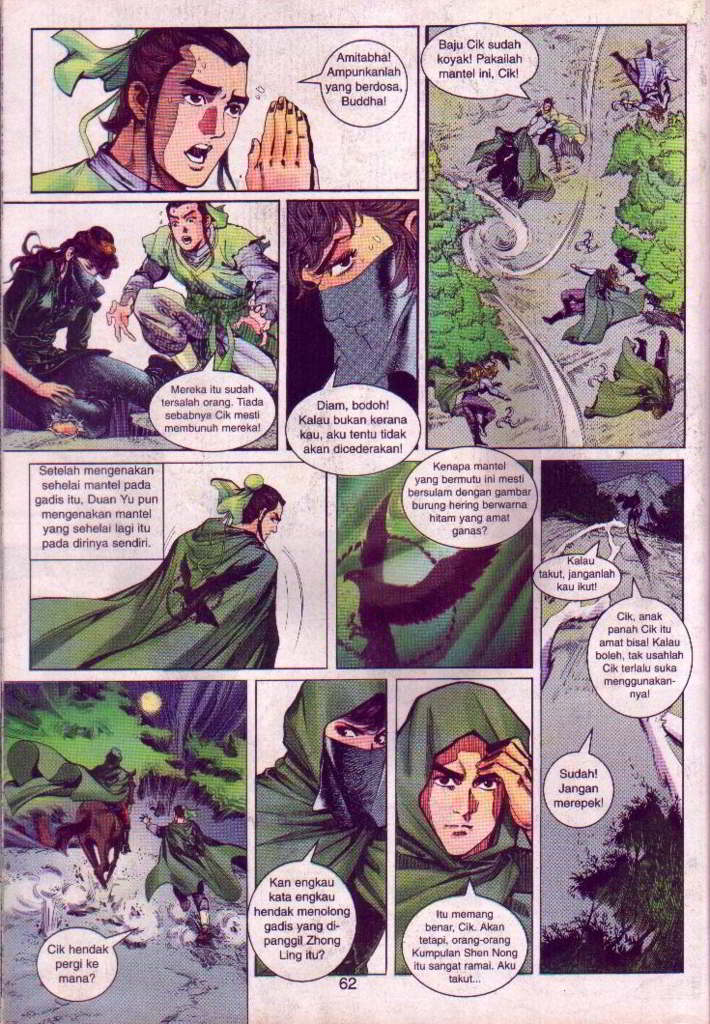 Amitabha!
Ampunkanlah
yang berdosa,
Buddha!
Baju Cik sudah
koyak! Pakailah
mantel ini, Cik!
Mereka itu sudah
tersalah orang. Tiada
sebabnya Cik mesti
membunuh mereka!
Diam, bodoh!
Kalau bukan kerana
kau, aku tentu tidak
akan dicederakan!
Setelah mengenakan
sehelai mantel pada
gadis itu, Duan Yu pun
mengenakan mantel
yang sehelai lagi itu
pada dirinya sendiri.
Kenapa mantel
yang bermutu ini mesti
bersulam dengan gambar
burung hering berwarna
hitam yang amat
ganas?
Kalau
takut, janganlah
kau ikut!
Cik, anak
panah Cik itu
amat bisa! Kalau
boleh, tak usahlah
Cik terlalu suka
menggunakan-
nya!
Sudah!
Jangan
merepek!
Cik hendak
pergi ke
mana?
Kan engkau
kata engkau
hendak menolong
gadis yang di-
panggil Zhong
Ling itu?
Itu memang
benar, Cik. Akan
tetapi, orang-orang
Kumpulan Shen Nong
itu sangat ramai. Aku
takut...
62